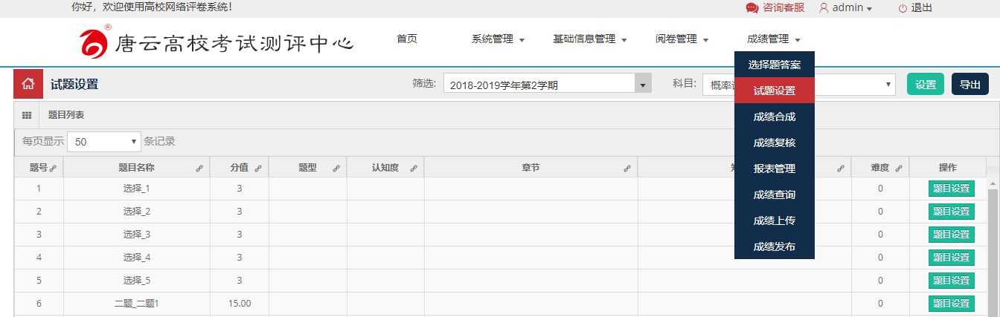 你好，欢迎使用高校网络评卷系统！ 咨询客服 admin 退出
唐云高校考试测评中心® 首页 系统管理 基础信息管理 阅卷管理 成绩管理
选择题答案
试题设置
成绩合成
成绩复核
报表管理
成绩查询
成绩上传
成绩发布
试题设置 筛选: 2018-2019学年第2学期 科目: 概率 设置 导出
题目列表
每页显示 50 条记录
题号 题目名称 分值 题型 认知度 章节 难度 操作
1 选择_1 3 0 题目设置
2 选择_2 3 0 题目设置
3 选择_3 3 0 题目设置
4 选择_4 3 0 题目设置
5 选择_5 3 0 题目设置
6 二题_二题1 15.00 0 题目设置